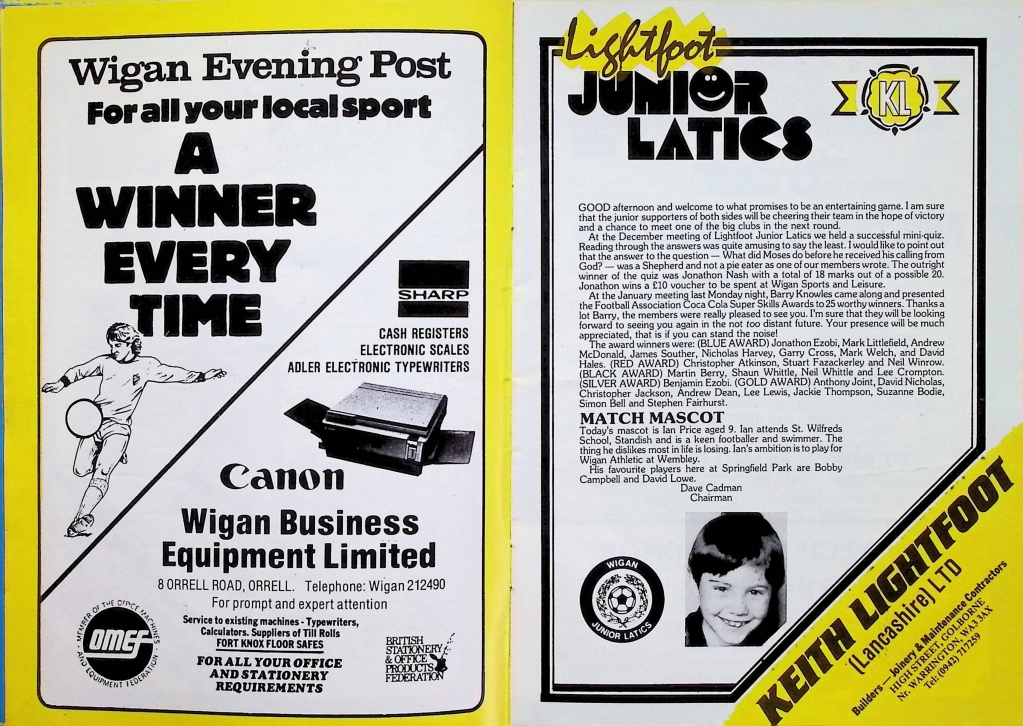 Wigan Evening Post
For all your local sport
A
WINNER
EVERY
TIME
SHARP
CASH REGISTERS
ELECTRONIC SCALES
ADLER ELECTRONIC TYPEWRITERS
Canon
Wigan Business
Equipment Limited
8 ORRELL ROAD, ORRELL. Telephone: Wigan 212490
For prompt and expert attention
Service to existing machines - Typewriters,
Calculators. Suppliers of Till Rolls
FORT KNOX FLOOR SAFES
FOR ALL YOUR OFFICE
AND STATIONERY
REQUIREMENTS
MEMBER OF THE OFFICE MACHINES
OMEF
AND EQUIPMENT FEDERATION
BRITISH
STATIONERY
& OFFICE
PRODUCTS
FEDERATION
Lightfoot
JUNIOR
LATICS
KL
GOOD afternoon and welcome to what promises to be an entertaining game. I am sure
that the junior supporters of both sides will be cheering their team in the hope of victory
and a chance to meet one of the big clubs in the next round.
At the December meeting of Lightfoot Junior Latics we held a successful mini-quiz.
Reading through the answers was quite amusing to say the least. I would like to point out
that the answer to the question — What did Moses do before he received his calling from
God? — was a Shepherd and not a pie eater as one of our members wrote. The outright
winner of the quiz was Jonathon Nash with a total of 18 marks out of a possible 20.
Jonathon wins a £10 voucher to be spent at Wigan Sports and Leisure.
At the January meeting last Monday night, Barry Knowles came along and presented
the Football Association Coca Cola Super Skills Awards to 25 worthy winners. Thanks a
lot Barry, the members were really pleased to see you. I'm sure that they will be looking
forward to seeing you again in the not too distant future. Your presence will be much
appreciated, that is if you can stand the noise!
The award winners were: (BLUE AWARD) Jonathon Ezobi, Mark Littlefield, Andrew
McDonald, James Souther, Nicholas Harvey, Garry Cross, Mark Welch, and David
Hales. (RED AWARD) Christopher Atkinson, Stuart Fazackerley and Neil Winrow.
(BLACK AWARD) Martin Berry, Shaun Whittle, Neil Whittle and Lee Crompton.
(SILVER AWARD) Benjamin Ezobi. (GOLD AWARD) Anthony Joint, David Nicholas,
Christopher Jackson, Andrew Dean, Lee Lewis, Jackie Thompson, Suzanne Bodie,
Simon Bell and Stephen Fairhurst.
MATCH MASCOT
Today's mascot is Ian Price aged 9. Ian attends St. Wilfreds
School, Standish and is a keen footballer and swimmer. The
thing he dislikes most in life is losing. Ian's ambition is to play for
Wigan Athletic at Wembley.
His favourite players here at Springfield Park are Bobby
Campbell and David Lowe.
Dave Cadman
Chairman
WIGAN
JUNIOR LATICS
KEITH LIGHTFOOT
(Lancashire) LTD
Builders — Joinery & Maintenance Contractors
HIGH STREET, GOLBORNE
Nr. WARRINGTON, WA3 3AX
Tel: (0942) 717259